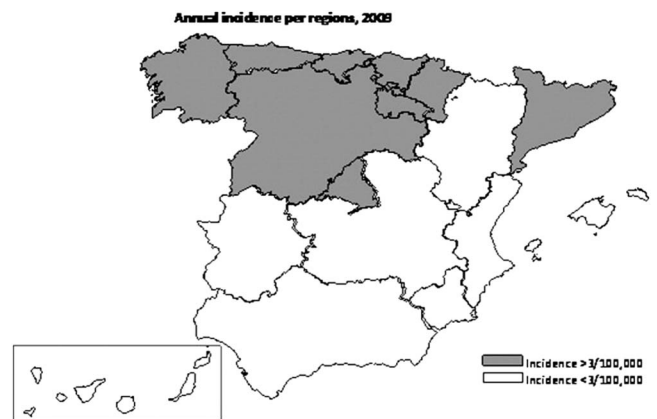 Annual incidence per regions, 2009
Incidence >3/100,000
Incidence <3/100,000